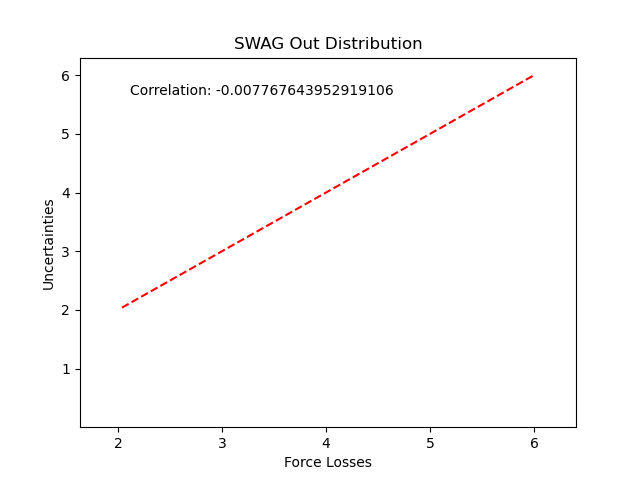 SWAG Out Distribution
Correlation: -0.007767643952919106
Uncertainties
6
5
4
3
2
1
2 3 4 5 6
Force Losses